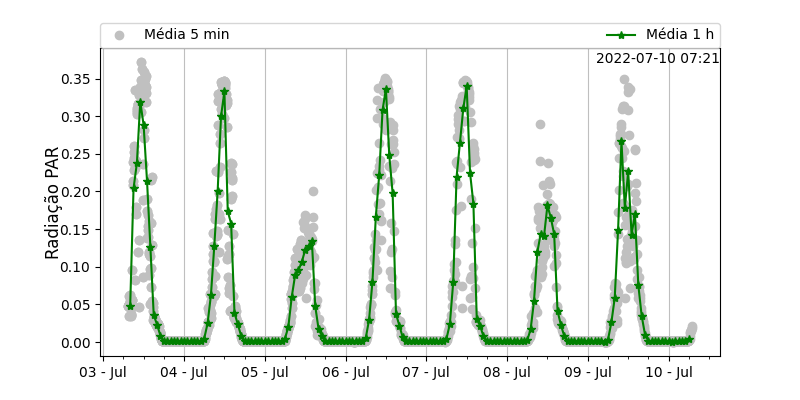 Média 5 min
Média 1 h
2022-07-10 07:21
Radiação PAR
0.35
0.30
0.25
0.20
0.15
0.10
0.05
0.00
03 - Jul
04 - Jul
05 - Jul
06 - Jul
07 - Jul
08 - Jul
09 - Jul
10 - Jul